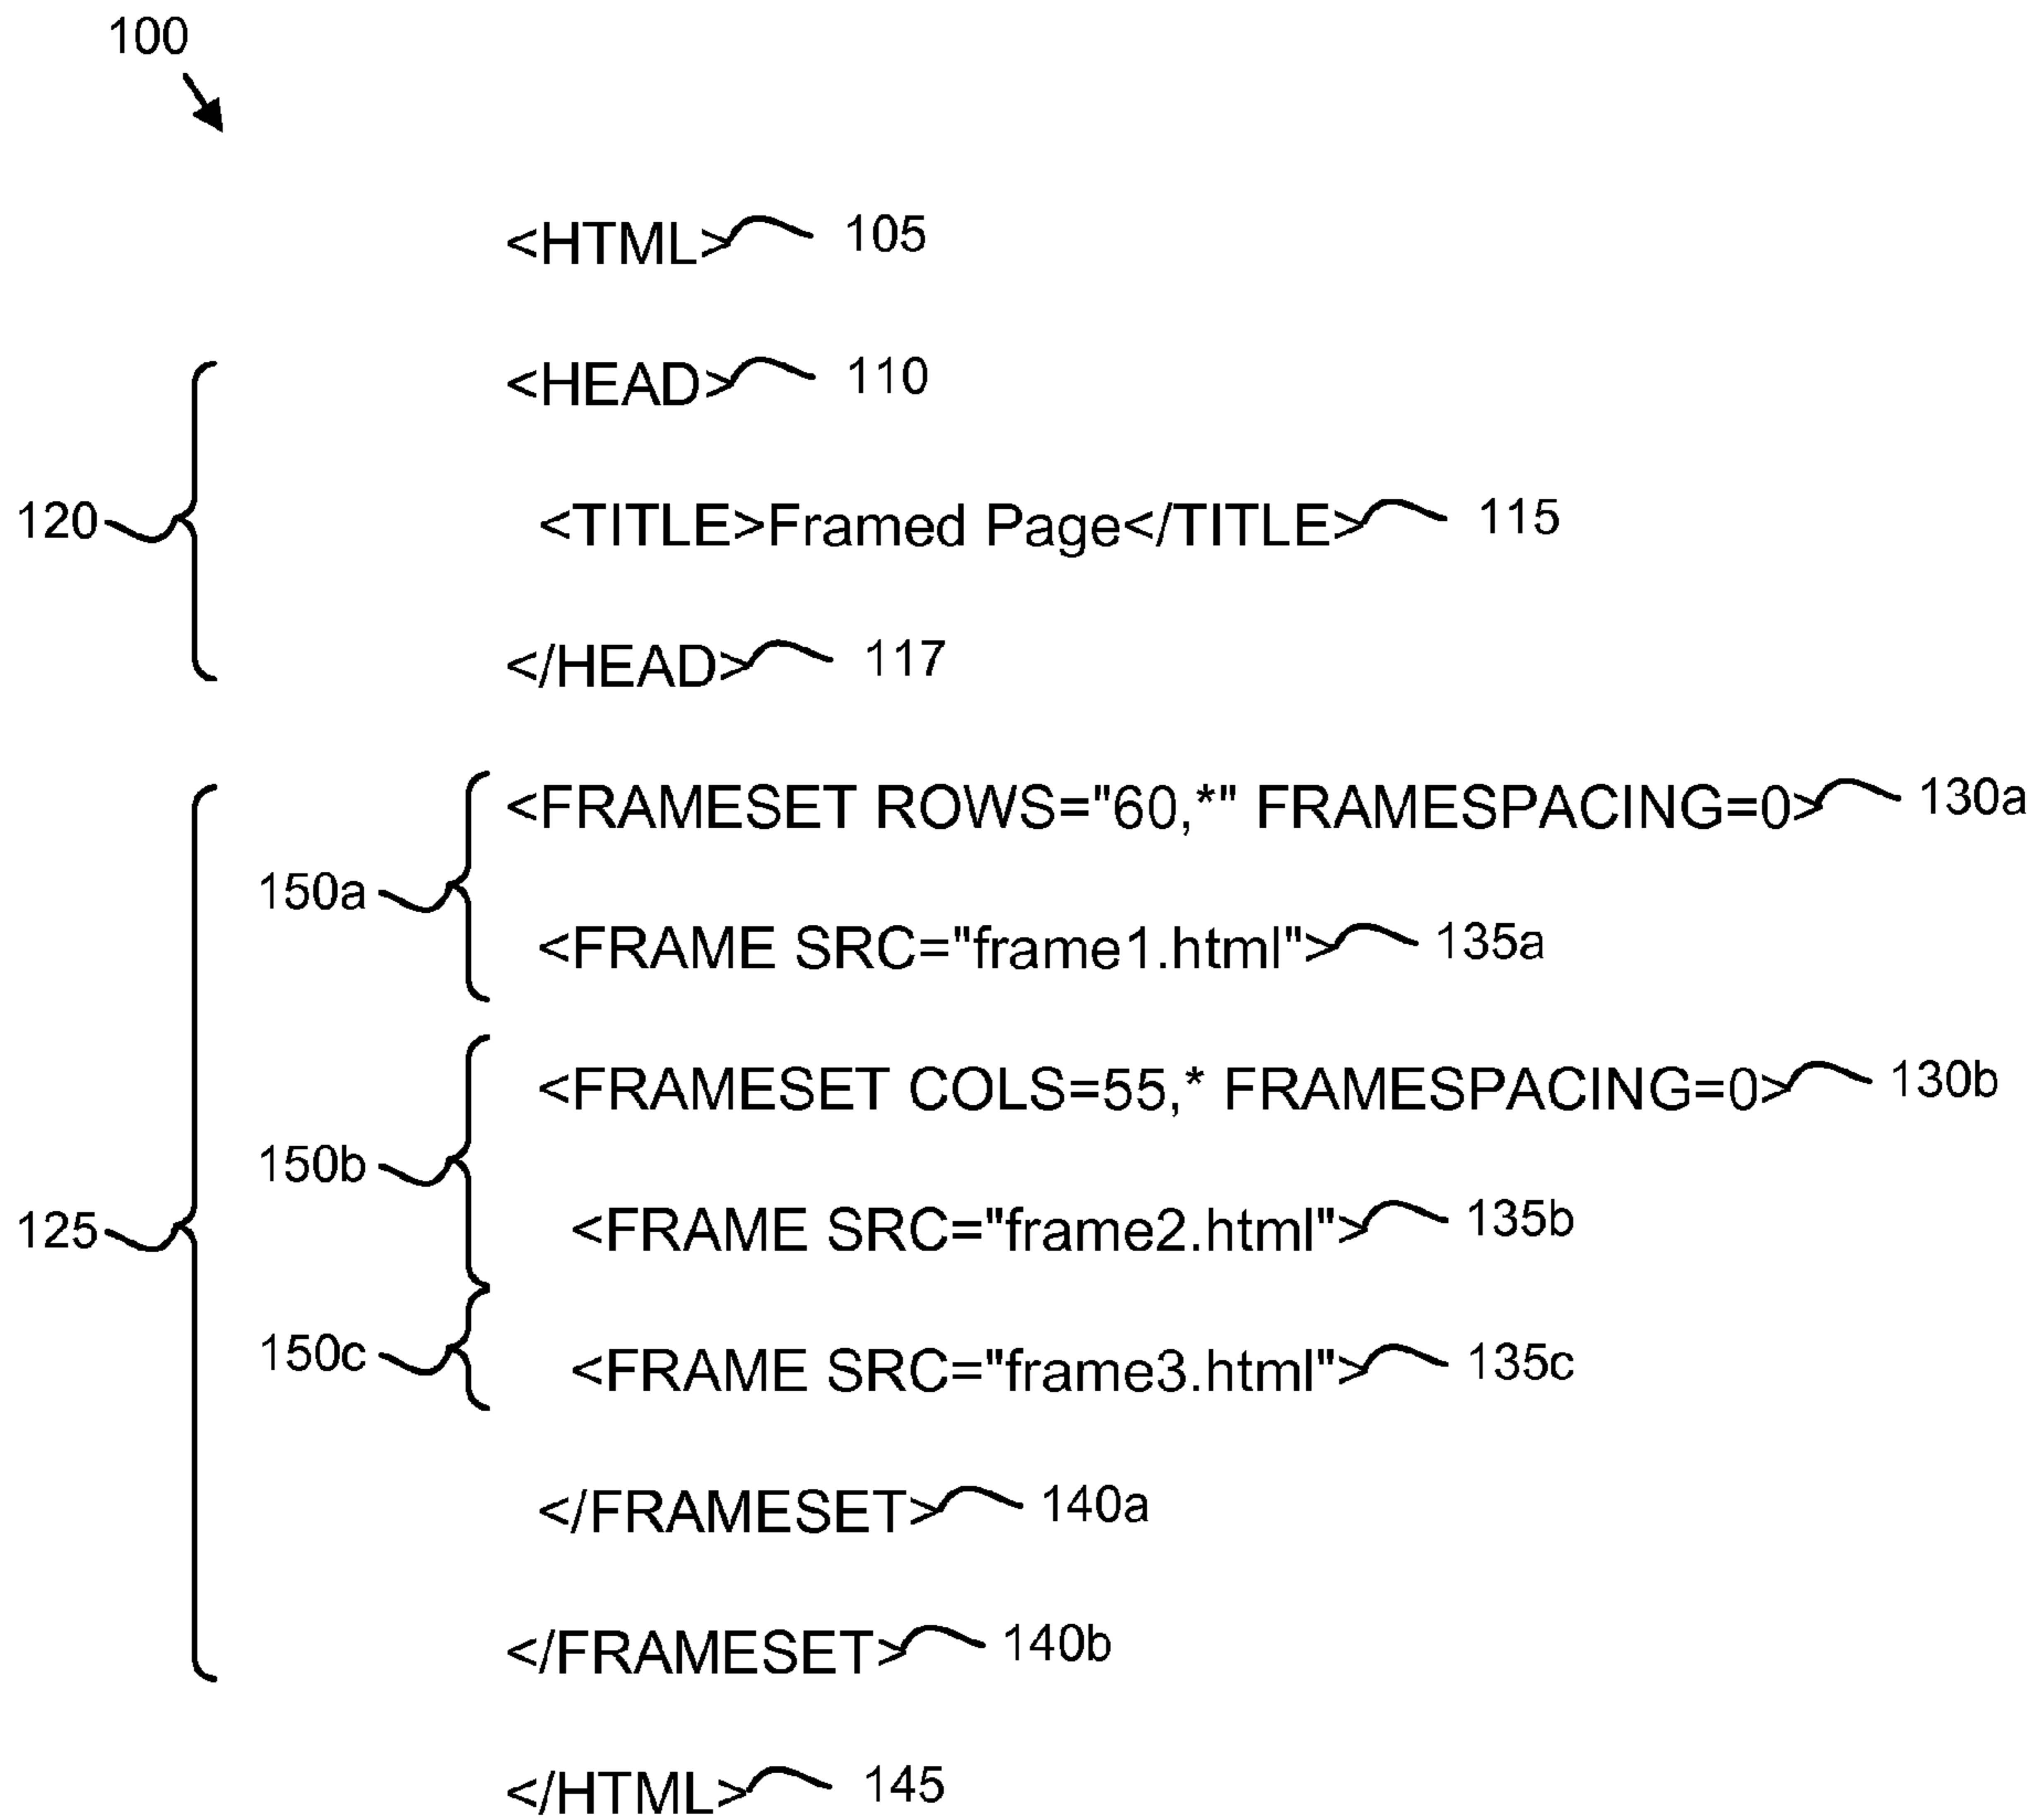 100
<HTML> 105
<HEAD> 110
120 <TITLE>Framed Page</TITLE> 115
</HEAD> 117
<FRAMESET ROWS="60,*" FRAMESPACING=0> 130a
150a
<FRAME SRC="frame1.html"> 135a
<FRAMESET COLS=55,* FRAMESPACING=0> 130b
150b
125 <FRAME SRC="frame2.html"> 135b
150c <FRAME SRC="frame3.html"> 135c
</FRAMESET> 140a
</FRAMESET> 140b
</HTML> 145